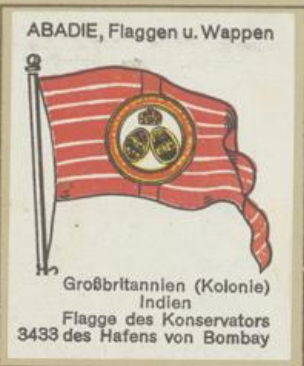 ABADIE, Flaggen u. Wappen
Großbritannien (Kolonie)
Indien
Flagge des Konservators
3433 des Hafens von Bombay